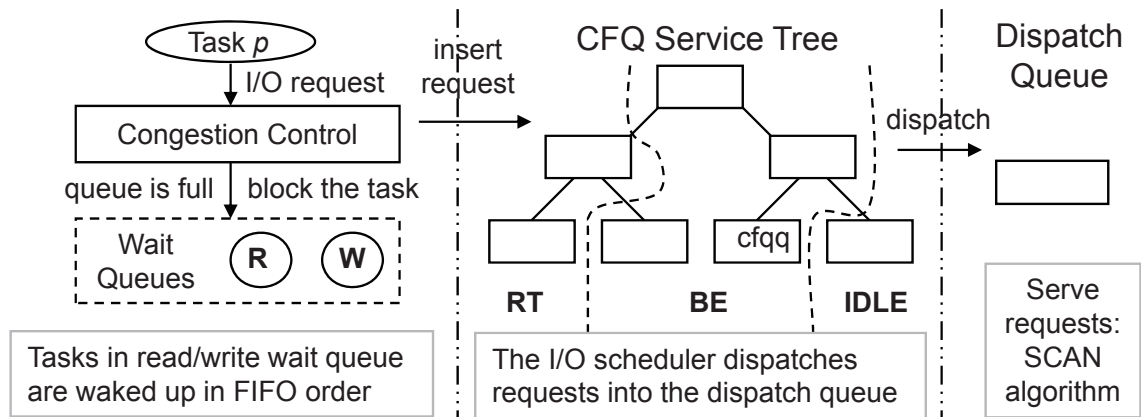 Task p
I/O request
Congestion Control
queue is full
block the task
Wait
Queues
R
W
Tasks in read/write wait queue
are waked up in FIFO order
insert
request
CFQ Service Tree
cfqq
RT
BE
IDLE
The I/O scheduler dispatches
requests into the dispatch queue
dispatch
Dispatch
Queue
Serve
requests:
SCAN
algorithm